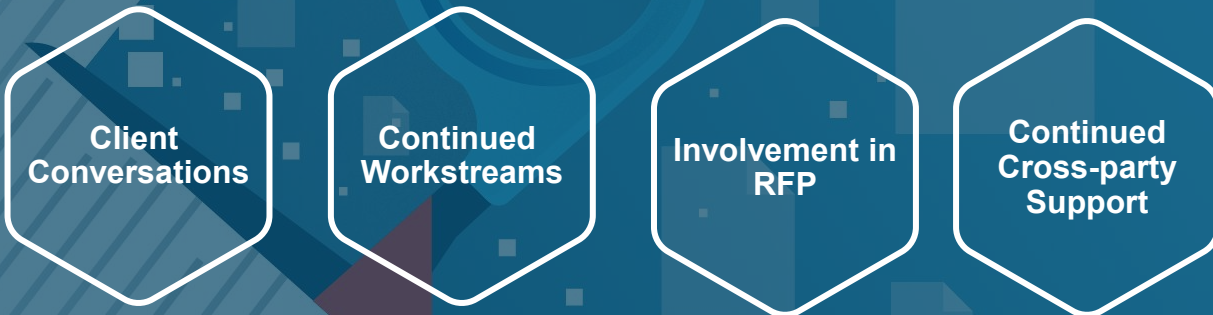 Client
Conversations
Continued
Workstreams
Involvement in
RFP
Continued
Cross-party
Support